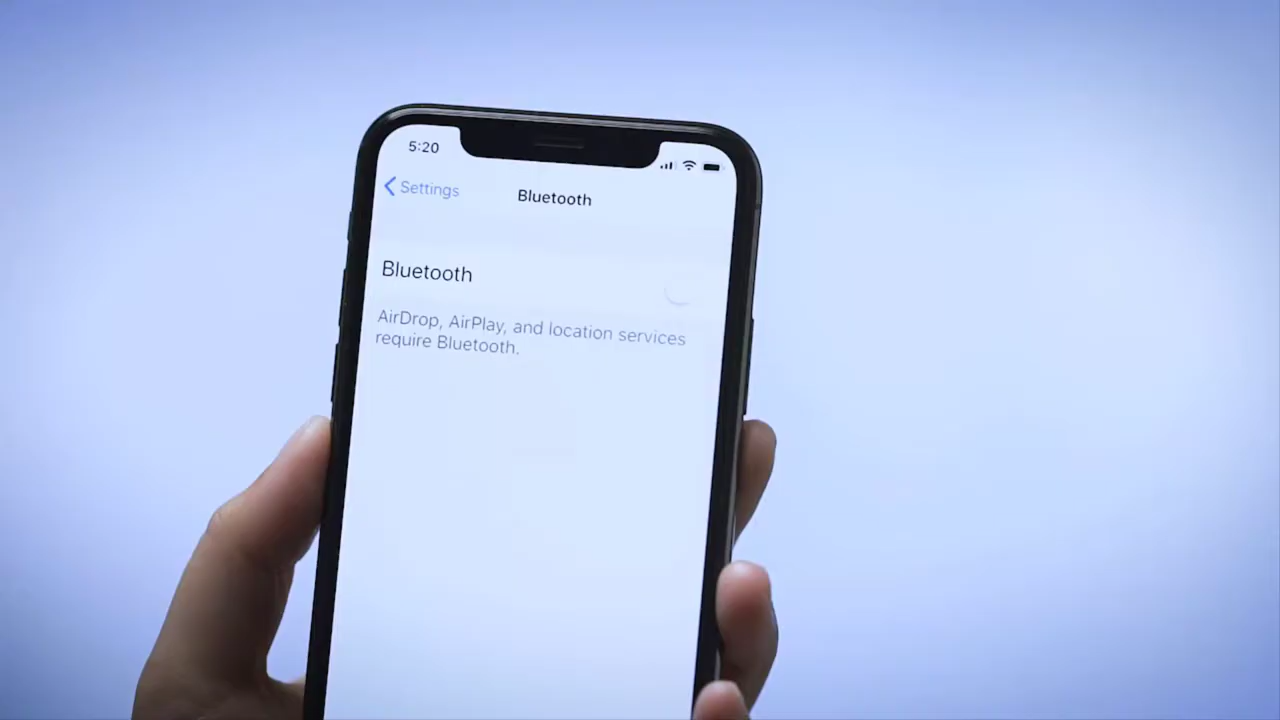 5:20
Settings
Bluetooth
Bluetooth
AirDrop, AirPlay, and location services
require Bluetooth.